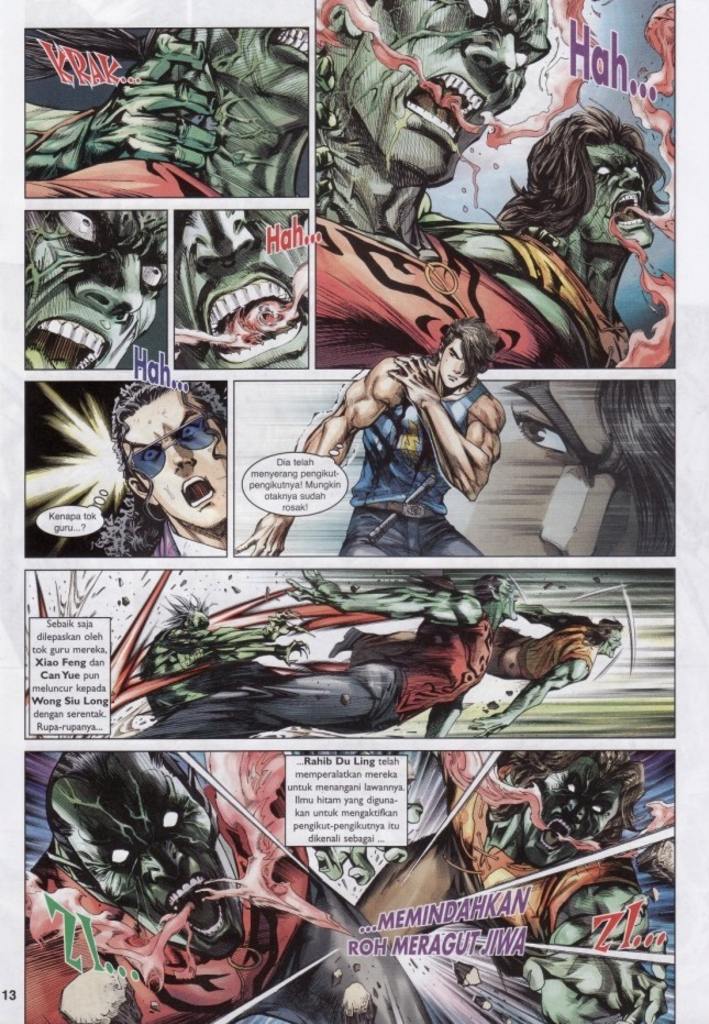 KRAK...
Hah...
Hah...
Hah...
Kenapa tok
guru...?
Dia telah
menyerang pengikut-
pengikutnya! Mungkin
otaknya sudah
rosak!
Sebaik saja
dilepaskan oleh
tok guru mereka,
Xiao Feng dan
Can Yue pun
meluncur kepada
Wong Siu Long
dengan serentak.
Rupa-rupanya...
...Rahib Du Ling telah
memperalatkan mereka
untuk menangani lawannya.
Ilmu hitam yang diguna-
kan untuk mengaktifkan
pengikut-pengikutnya itu
dikenali sebagai ...
...MEMINDAHKAN
ROH MERAGUT-JIWA
ZI...
ZI...
13